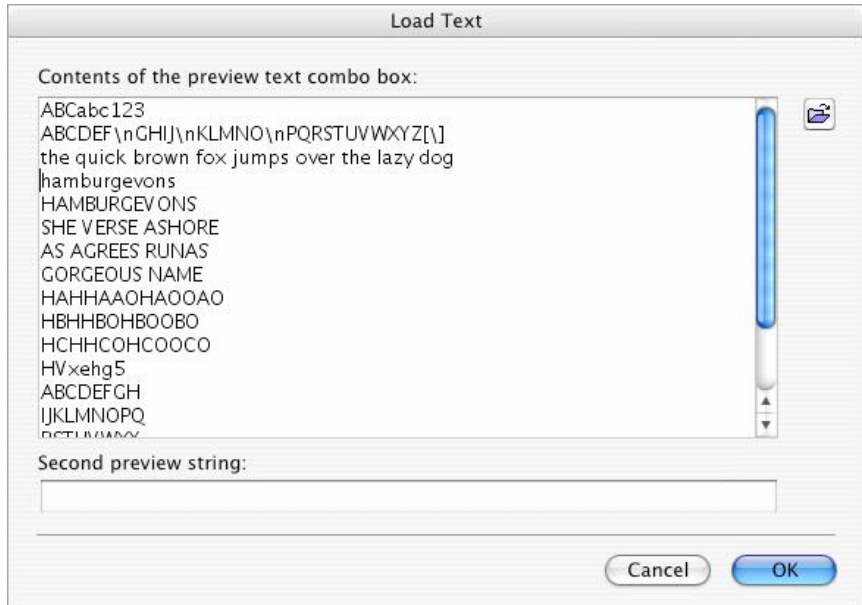 Load Text
Contents of the preview text combo box:
ABCabc123
ABCDEF\nGHIJ\nKLMNO\nPQRSTUVWXYZ[\]
the quick brown fox jumps over the lazy dog
hamburgevons
HAMBURGEVONS
SHE VERSE ASHORE
AS AGREES RUNAS
GORGEOUS NAME
HAHHAAOHAOOAO
HBHHBOHBOOBO
HCHHCOHCOOCO
HVxehg5
ABCDEFGH
IJKLMNOPQ
RSTUVWXY
Second preview string:
Cancel
OK